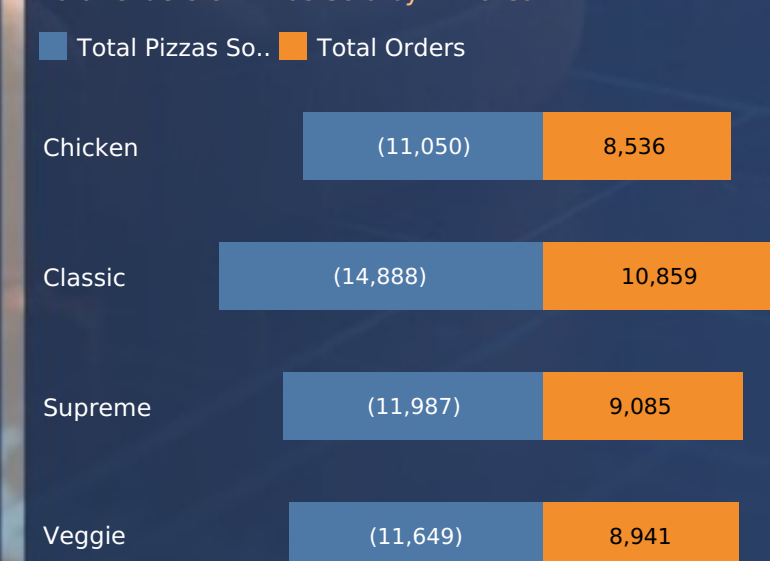 Total Pizzas So.. Total Orders
Chicken (11,050) 8,536
Classic (14,888) 10,859
Supreme (11,987) 9,085
Veggie (11,649) 8,941